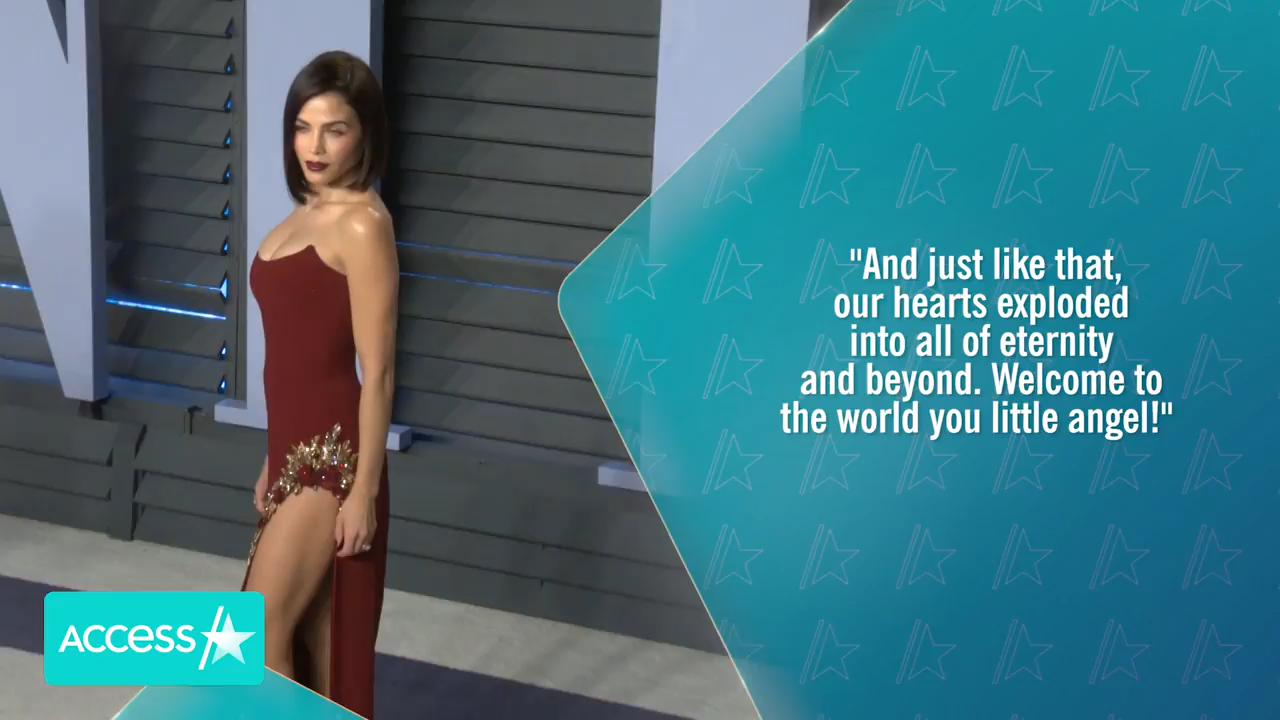 "And just like that,
our hearts exploded
into all of eternity
and beyond. Welcome to
the world you little angel!"
ACCESS